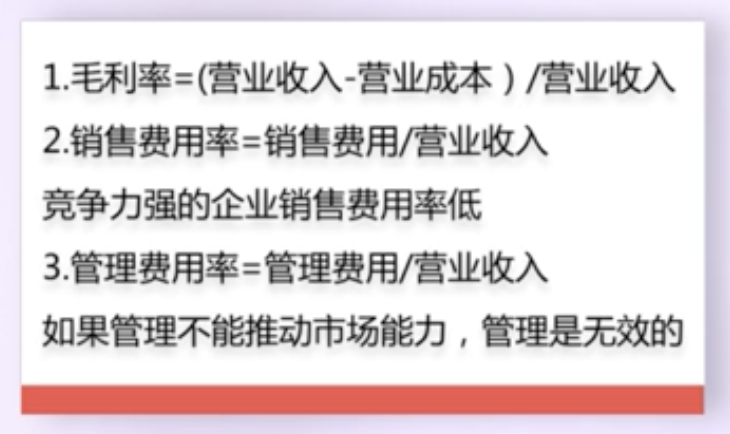 1.毛利率=(营业收入-营业成本）/营业收入
2.销售费用率=销售费用/营业收入
竞争力强的企业销售费用率低
3.管理费用率=管理费用/营业收入
如果管理不能推动市场能力，管理是无效的